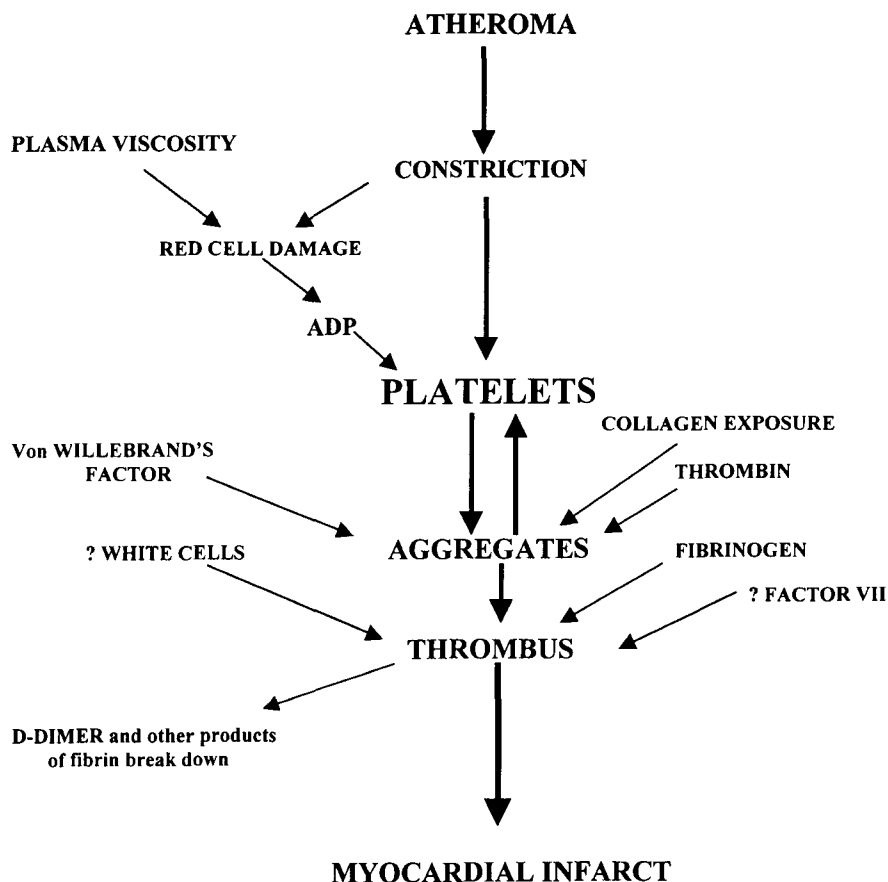 ATHEROMA
PLASMA VISCOSITY
CONSTRICTION
RED CELL DAMAGE
ADP
PLATELETS
COLLAGEN EXPOSURE
Von WILLEBRAND'S
FACTOR
THROMBIN
? WHITE CELLS
AGGREGATES
FIBRINOGEN
? FACTOR VII
THROMBUS
D-DIMER and other products
of fibrin break down
MYOCARDIAL INFARCT